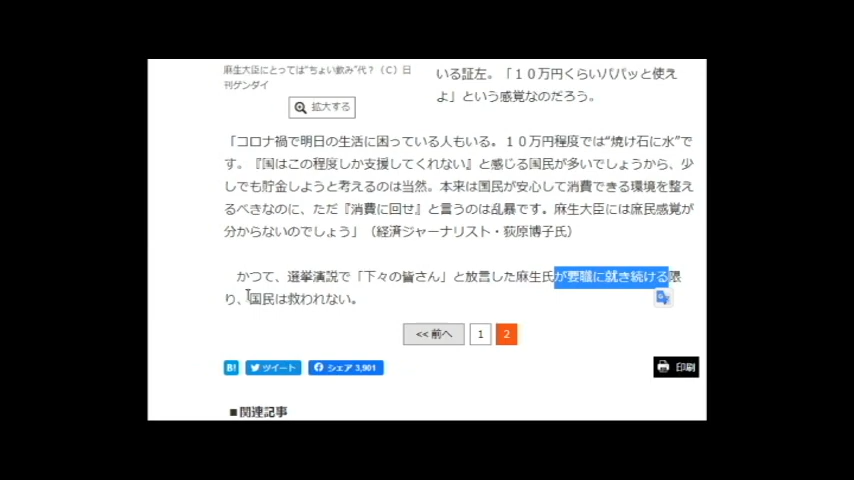 麻生大臣にとっては“ちょい飲み”代？（Ｃ）日
刊ゲンダイ
拡大する
いる証左。「１０万円くらいパパッと使え
よ」という感覚なのだろう。
「コロナ禍で明日の生活に困っている人もいる。１０万円程度では“焼け石に水”で
す。『国はこの程度しか支援してくれない』と感じる国民が多いでしょうから、少
しでも貯金しようと考えるのは当然。本来は国民が安心して消費できる環境を整え
るべきなのに、ただ『消費に回せ』と言うのは乱暴です。麻生大臣には庶民感覚が
分からないのでしょう」（経済ジャーナリスト・荻原博子氏）
かつて、選挙演説で「下々の皆さん」と放言した麻生氏が要職に就き続ける限
り、国民は救われない。
<< 前へ 1 2
B! ツイート シェア 3,901
印刷
■関連記事